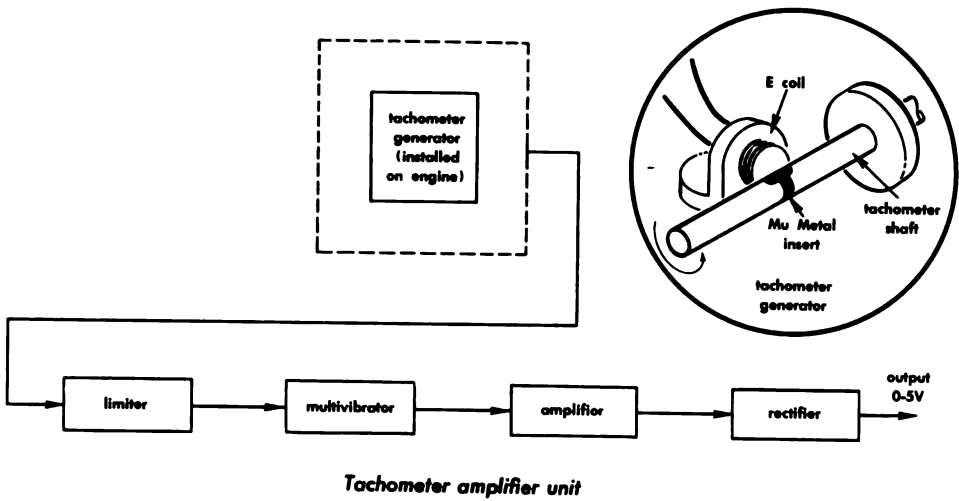 tachometer
generator
(installed
on engine)
E coil
Mu Metal
insert
tachometer
shaft
tachometer
generator
limiter
multivibrator
amplifior
rectifier
output
0-5V
Tachometer amplifier unit